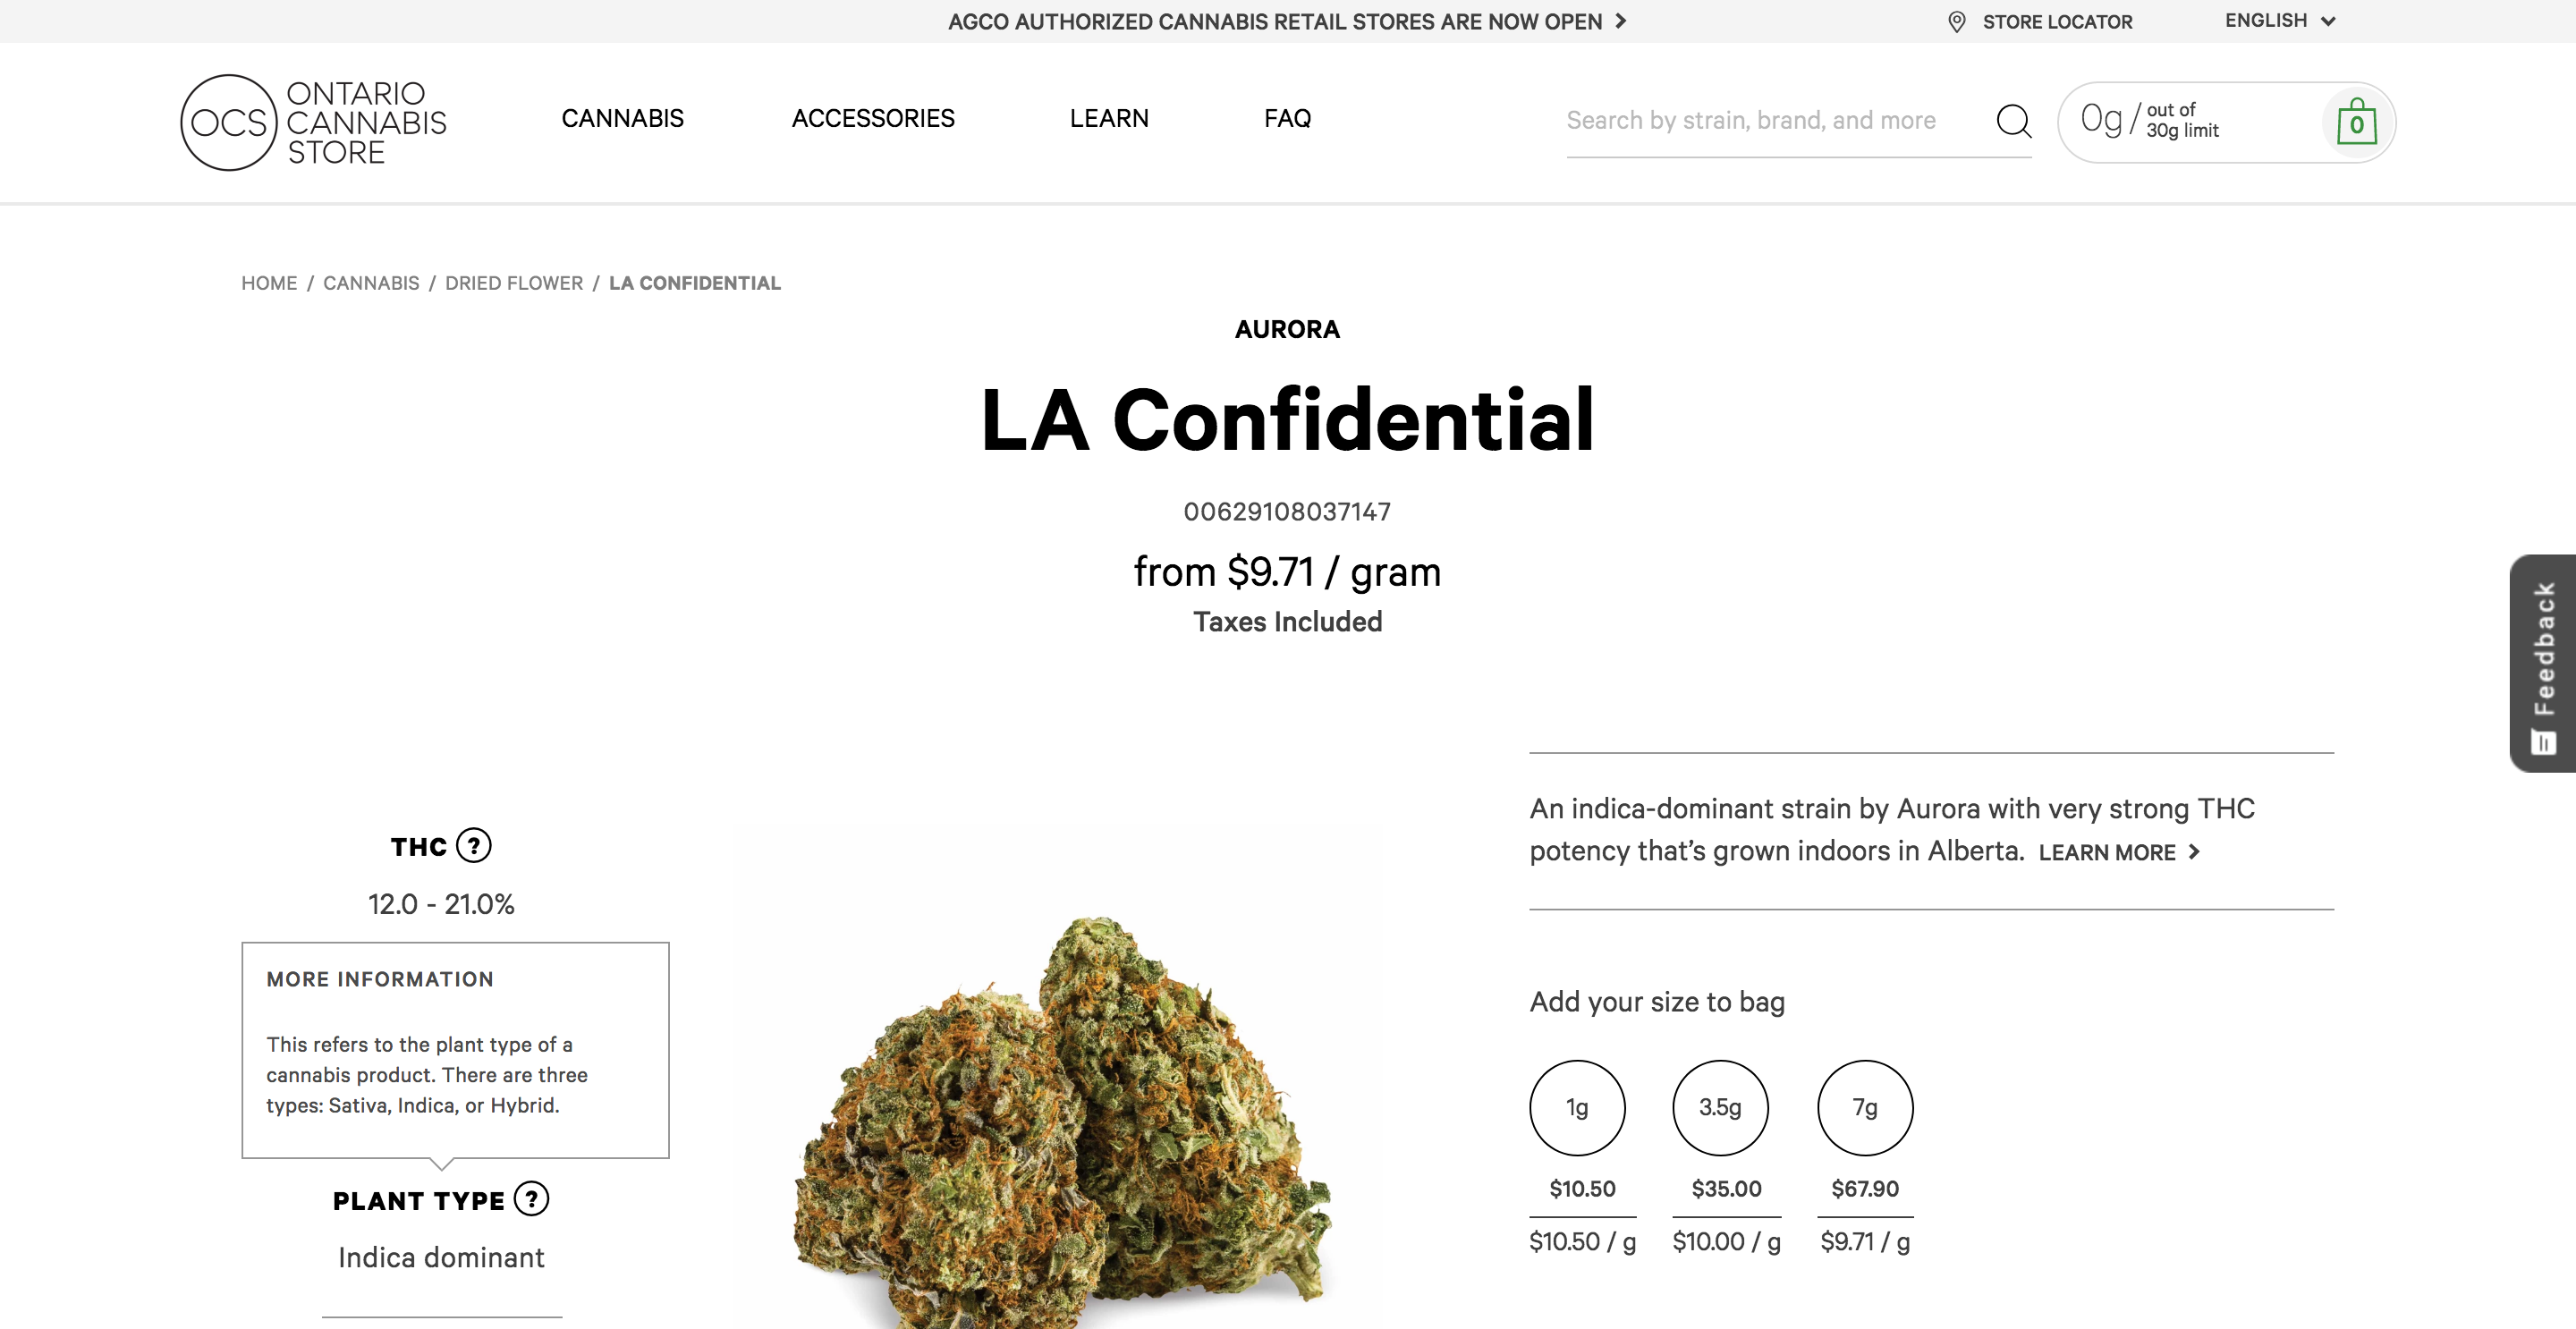 AGCO AUTHORIZED CANNABIS RETAIL STORES ARE NOW OPEN
STORE LOCATOR
ENGLISH
OCS
ONTARIO
CANNABIS
STORE
CANNABIS
ACCESSORIES
LEARN
FAQ
Search by strain, brand, and more
0g / out of
30g limit
0
HOME / CANNABIS / DRIED FLOWER / LA CONFIDENTIAL
AURORA
LA Confidential
00629108037147
from $9.71 / gram
Taxes Included
Feedback
THC ?
12.0 - 21.0%
MORE INFORMATION
This refers to the plant type of a
cannabis product. There are three
types: Sativa, Indica, or Hybrid.
PLANT TYPE ?
Indica dominant
An indica-dominant strain by Aurora with very strong THC
potency that’s grown indoors in Alberta. LEARN MORE
Add your size to bag
1g 3.5g 7g
$10.50 $35.00 $67.90
$10.50 / g $10.00 / g $9.71 / g